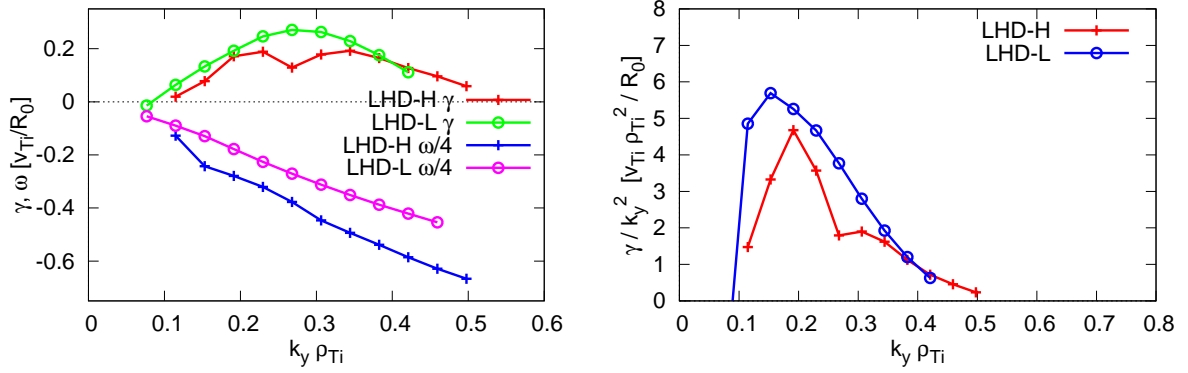 γ, ω [v_Ti/R_0]
0.2
0
-0.2
-0.4
-0.6
LHD-H γ
LHD-L γ
LHD-H ω/4
LHD-L ω/4
0 0.1 0.2 0.3 0.4 0.5 0.6
k_y ρ_Ti
γ / k_y^2 [v_Ti ρ_Ti^2 / R_0]
8
7
6
5
4
3
2
1
0
LHD-H
LHD-L
0 0.1 0.2 0.3 0.4 0.5 0.6 0.7 0.8
k_y ρ_Ti